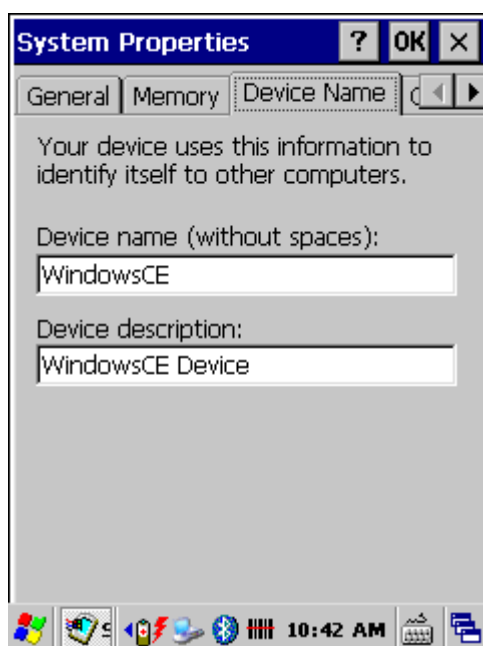 System Properties ? OK ×
General Memory Device Name
Your device uses this information to
identify itself to other computers.
Device name (without spaces):
WindowsCE
Device description:
WindowsCE Device
10:42 AM